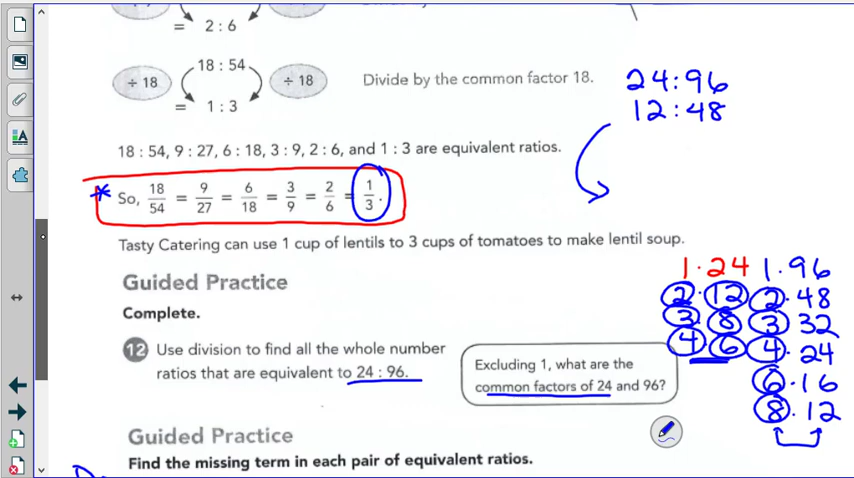 = 2 : 6
18 : 54
÷ 18
÷ 18
= 1 : 3
Divide by the common factor 18.
24:96
12:48
18 : 54, 9 : 27, 6 : 18, 3 : 9, 2 : 6, and 1 : 3 are equivalent ratios.
* So, 18/54 = 9/27 = 6/18 = 3/9 = 2/6 = 1/3.
Tasty Catering can use 1 cup of lentils to 3 cups of tomatoes to make lentil soup.
Guided Practice
Complete.
12 Use division to find all the whole number
ratios that are equivalent to 24 : 96.
Excluding 1, what are the
common factors of 24 and 96?
1·24 1·96
2·12 2·48
3 8 3 32
4 6 4·24
6·16
8·12
Guided Practice
Find the missing term in each pair of equivalent ratios.